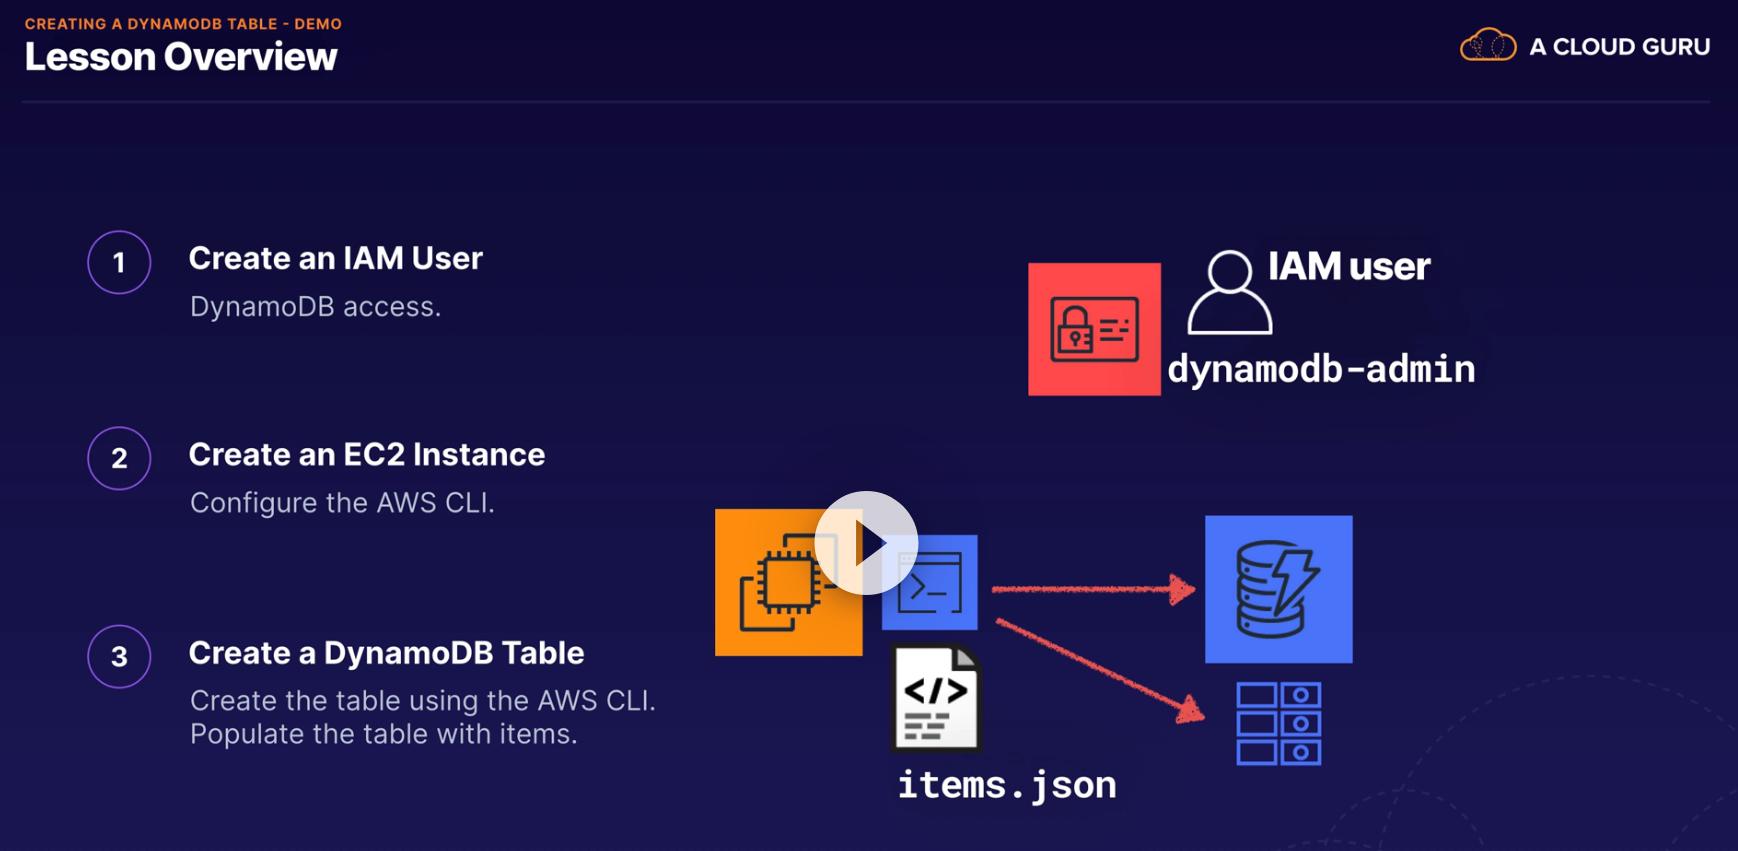 CREATING A DYNAMODB TABLE - DEMO
Lesson Overview
A CLOUD GURU
1
Create an IAM User
DynamoDB access.
IAM user
dynamodb-admin
2
Create an EC2 Instance
Configure the AWS CLI.
3
Create a DynamoDB Table
Create the table using the AWS CLI.
Populate the table with items.
>_
</>
items.json